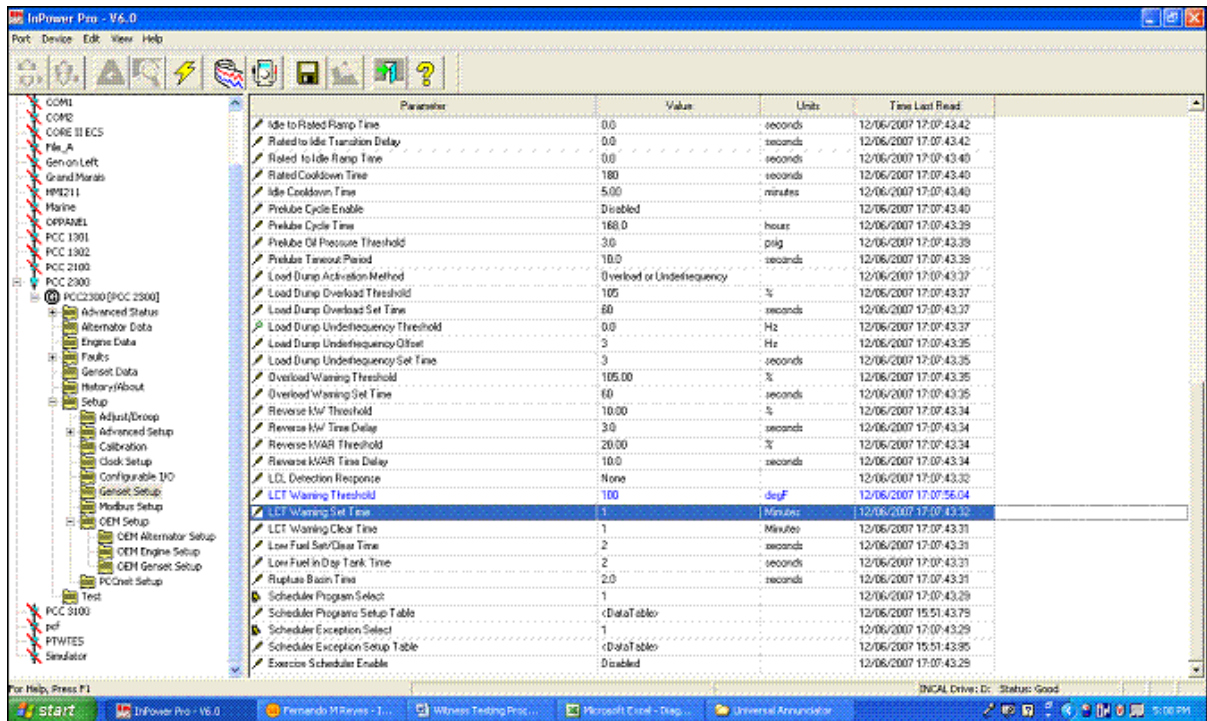 InPower Pro - V6.0
Port Device Edit View Help
Parameter Value Units Time Last Read
COM1
COM2
CORE II ECS
File_A
Gen on Left
Grand Marais
HMI211
Marine
OPPANEL
PCC 1301
PCC 1302
PCC 2100
PCC 2300
PCC2300 [PCC 2300]
Advanced Status
Alternator Data
Engine Data
Faults
Genset Data
History/About
Setup
Adjust/Droop
Advanced Setup
Calibration
Clock Setup
Configurable I/O
Genset Setup
Modbus Setup
OEM Setup
OEM Alternator Setup
OEM Engine Setup
OEM Genset Setup
PCCnet Setup
Test
PCC 3100
pcf
PTWTES
Simulator
Idle to Rated Ramp Time 0.0 seconds 12/06/2007 17:07:43.42
Rated to Idle Transition Delay 0.0 seconds 12/06/2007 17:07:43.42
Rated to Idle Ramp Time 0.0 seconds 12/06/2007 17:07:43.40
Rated Cooldown Time 180 seconds 12/06/2007 17:07:43.40
Idle Cooldown Time 5.00 minutes 12/06/2007 17:07:43.40
Prelube Cycle Enable Disabled 12/06/2007 17:07:43.40
Prelube Cycle Time 168.0 hours 12/06/2007 17:07:43.39
Prelube Oil Pressure Threshold 3.0 psig 12/06/2007 17:07:43.39
Prelube Timeout Period 10.0 seconds 12/06/2007 17:07:43.39
Load Dump Activation Method Overload or Underfrequency 12/06/2007 17:07:43.37
Load Dump Overload Threshold 105 % 12/06/2007 17:07:43.37
Load Dump Overload Set Time 60 seconds 12/06/2007 17:07:43.37
Load Dump Underfrequency Threshold 0.0 Hz 12/06/2007 17:07:43.37
Load Dump Underfrequency Offset 3 Hz 12/06/2007 17:07:43.35
Load Dump Underfrequency Set Time 3 seconds 12/06/2007 17:07:43.35
Overload Warning Threshold 105.00 % 12/06/2007 17:07:43.35
Overload Warning Set Time 60 seconds 12/06/2007 17:07:43.35
Reverse kW Threshold 10.00 % 12/06/2007 17:07:43.34
Reverse kW Time Delay 3.0 seconds 12/06/2007 17:07:43.34
Reverse kVAR Threshold 20.00 % 12/06/2007 17:07:43.34
Reverse kVAR Time Delay 10.0 seconds 12/06/2007 17:07:43.34
LCL Detection Response None 12/06/2007 17:07:43.32
LCT Warning Threshold 100 degF 12/06/2007 17:07:56.04
LCT Warning Set Time 1 Minutes 12/06/2007 17:07:43.32
LCT Warning Clear Time 1 Minutes 12/06/2007 17:07:43.31
Low Fuel Set/Clear Time 2 seconds 12/06/2007 17:07:43.31
Low Fuel in Day Tank Time 2 seconds 12/06/2007 17:07:43.31
Rupture Basin Time 2.0 seconds 12/06/2007 17:07:43.31
Scheduler Program Select 1 12/06/2007 17:07:43.29
Scheduler Programs Setup Table <DataTable> 12/06/2007 15:51:43.79
Scheduler Exception Select 1 12/06/2007 17:07:43.29
Scheduler Exception Setup Table <DataTable> 12/06/2007 15:51:43.95
Exercise Scheduler Enable Disabled 12/06/2007 17:07:43.29
For Help, Press F1 INCAL Drive: D: Status: Good
start InPower Pro - V6.0 Fernando M Reyes - I... Witness Testing Proc... Microsoft Excel - Diag... Universal Annunciator 5:08 PM